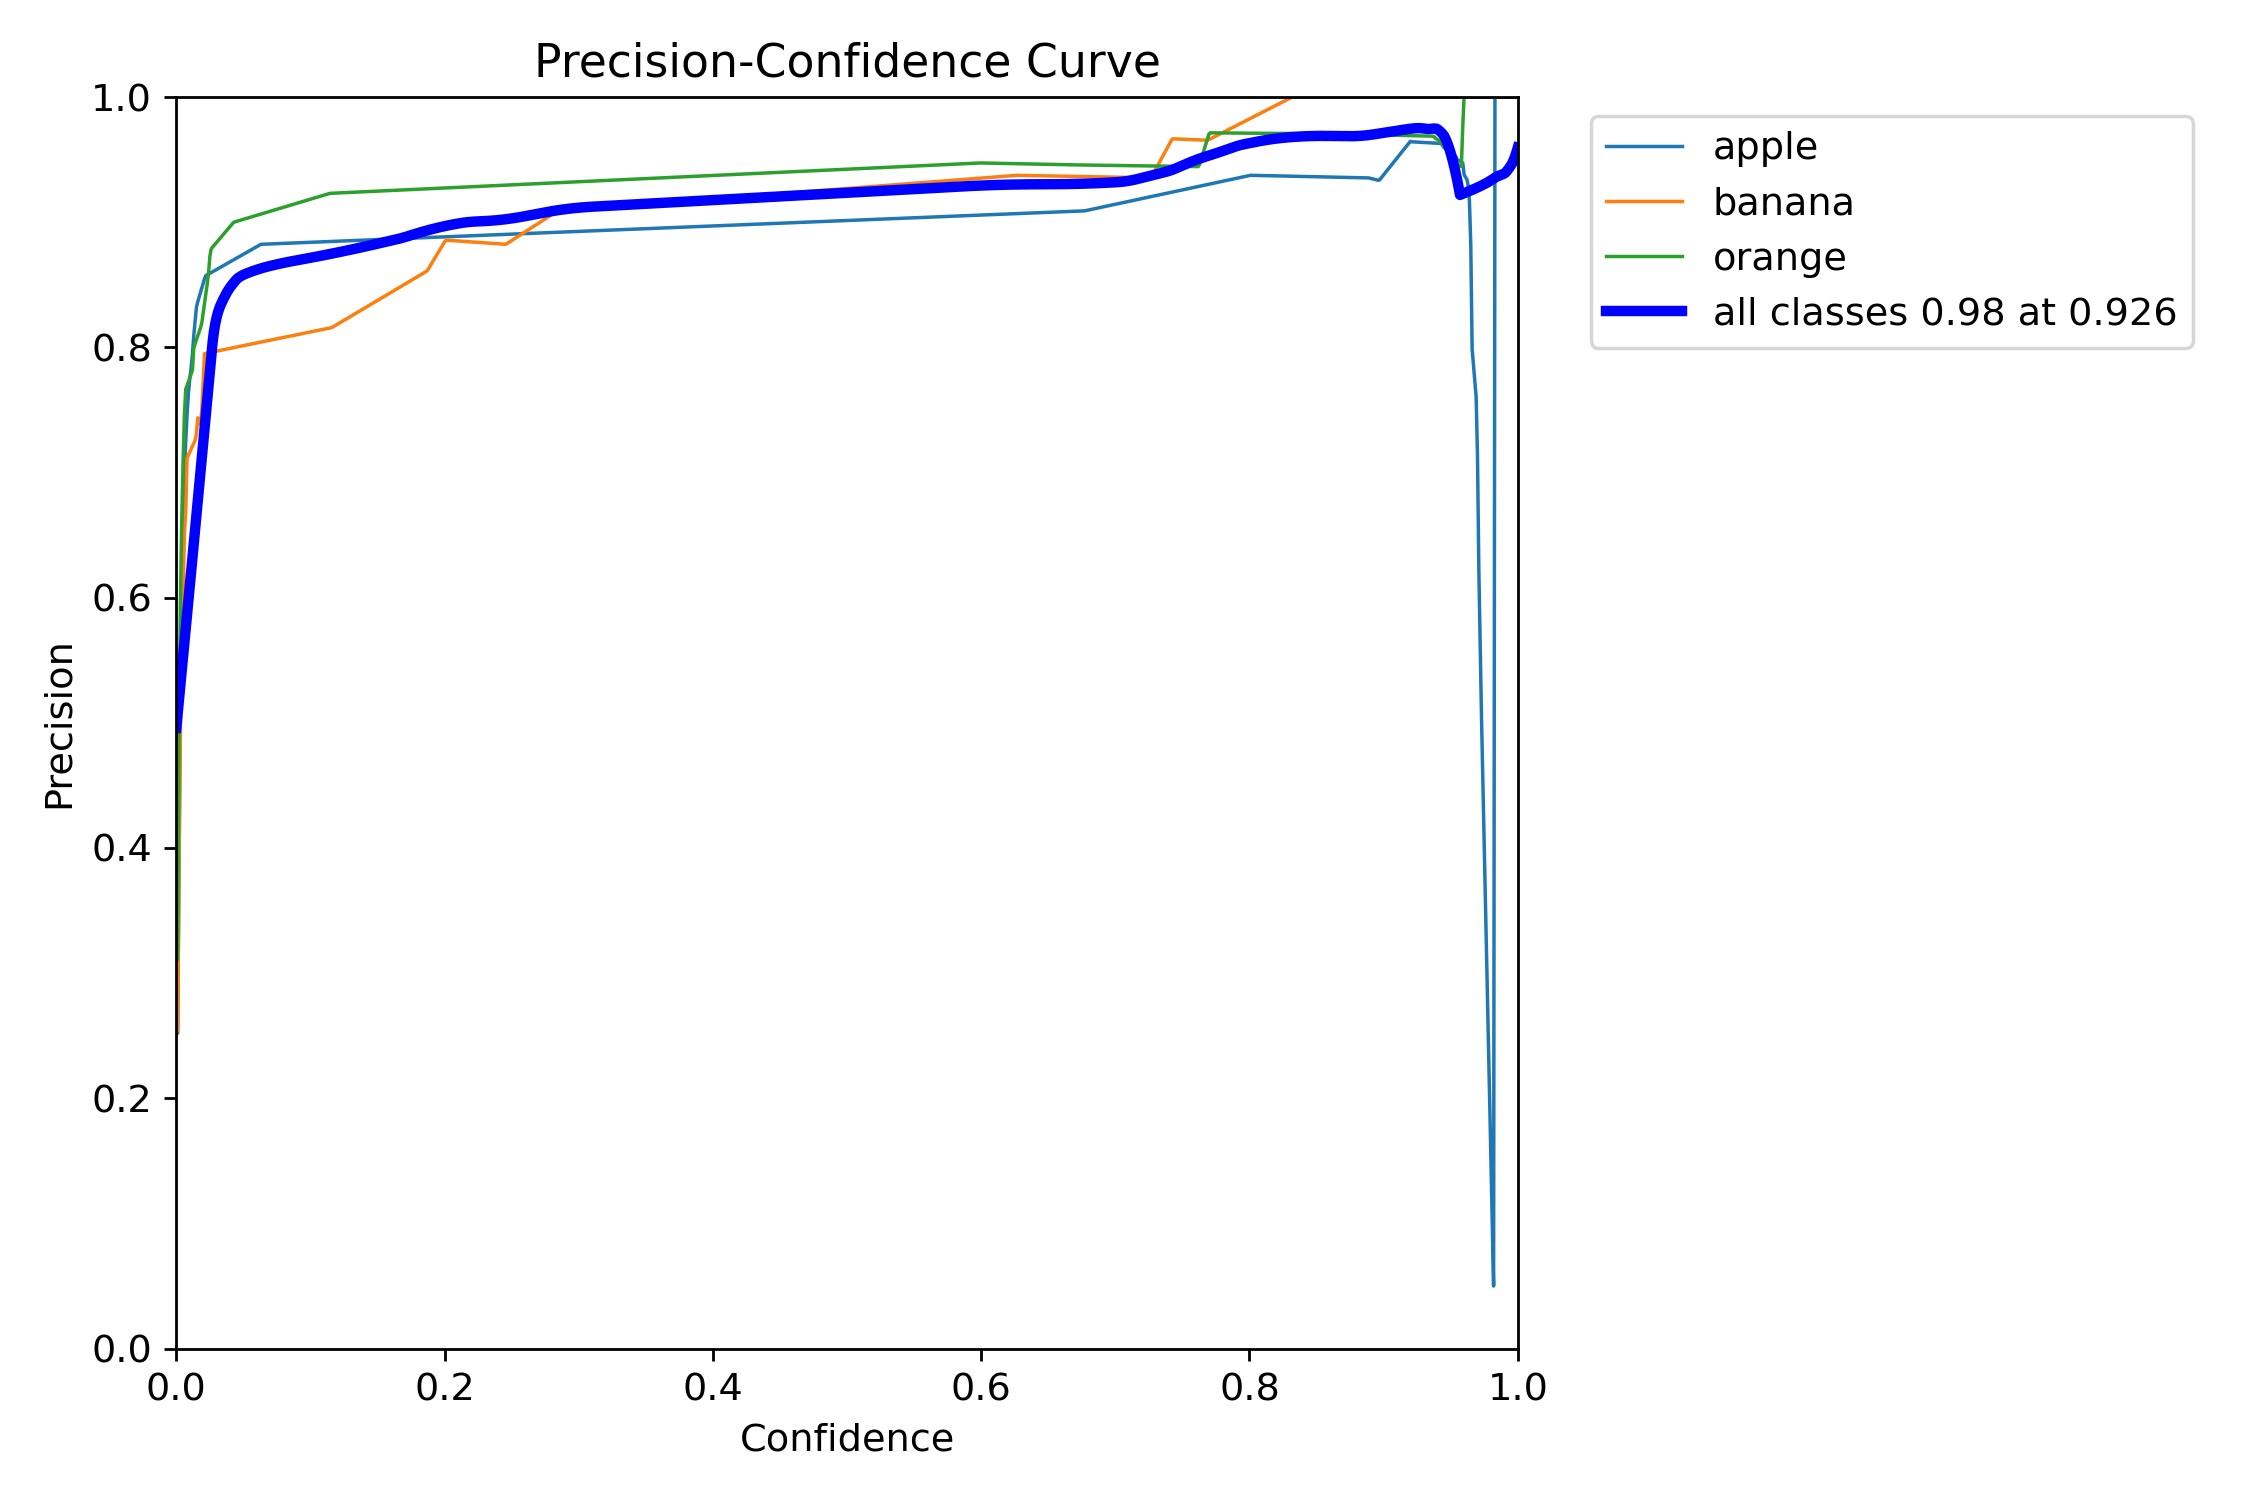 Precision-Confidence Curve
1.0
0.8
0.6
0.4
0.2
0.0
Precision
0.0 0.2 0.4 0.6 0.8 1.0
Confidence
apple
banana
orange
all classes 0.98 at 0.926